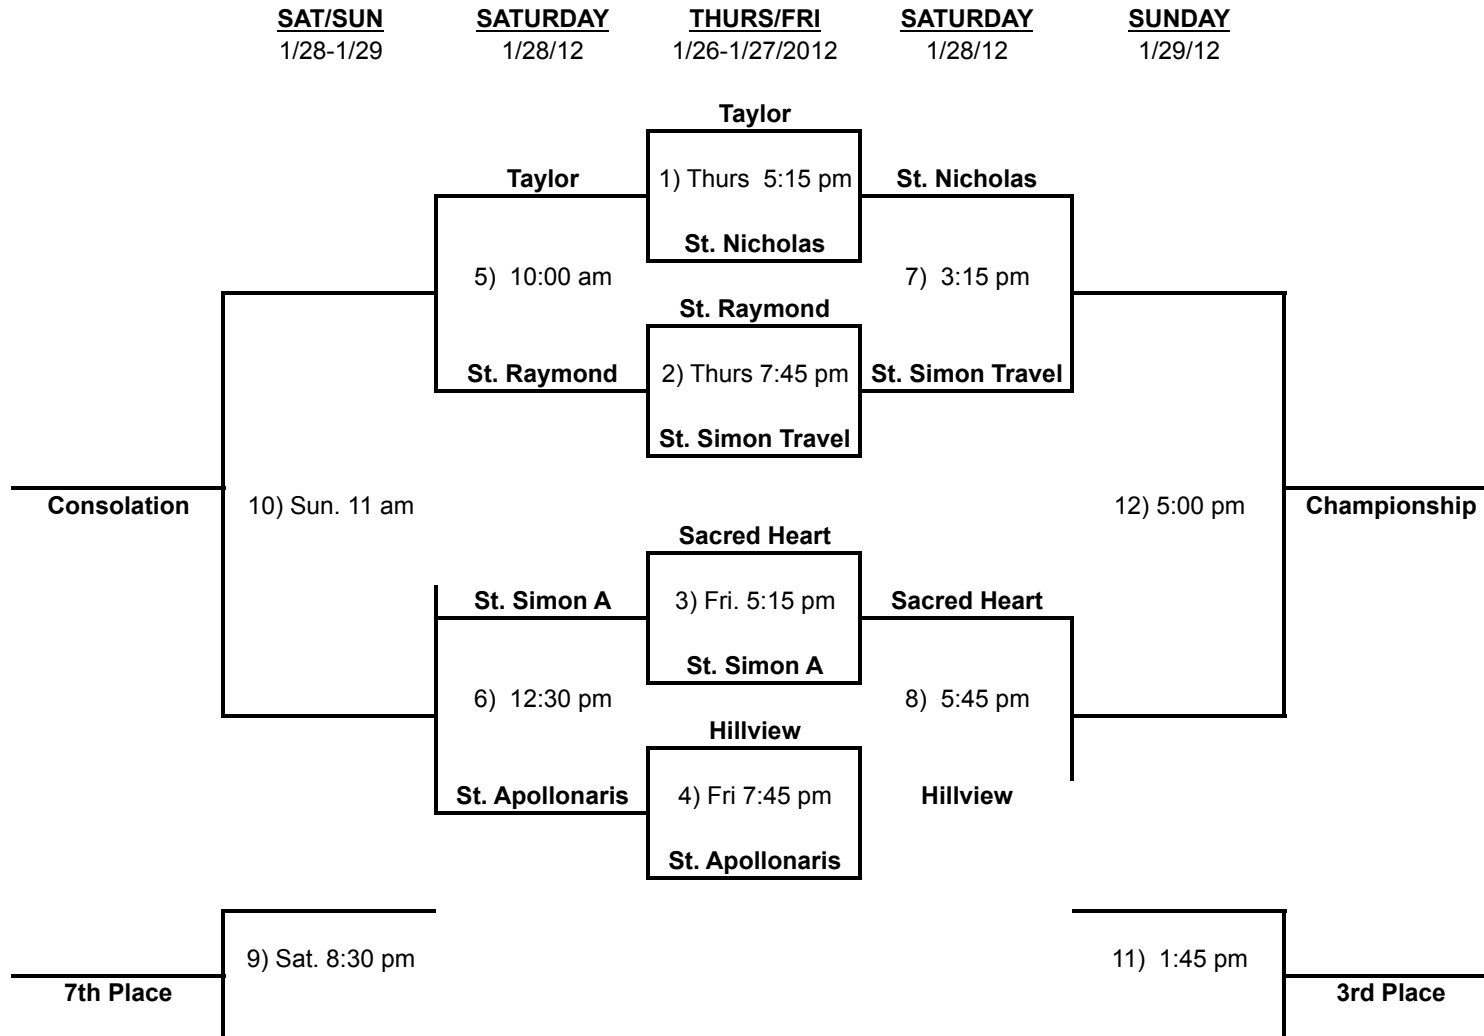 SAT/SUN SATURDAY THURS/FRI SATURDAY SUNDAY
1/28-1/29 1/28/12 1/26-1/27/2012 1/28/12 1/29/12
Taylor
Taylor 1) Thurs 5:15 pm St. Nicholas
St. Nicholas
5) 10:00 am 7) 3:15 pm
St. Raymond
St. Raymond 2) Thurs 7:45 pm St. Simon Travel
St. Simon Travel
Consolation 10) Sun. 11 am 12) 5:00 pm Championship
Sacred Heart
St. Simon A 3) Fri. 5:15 pm Sacred Heart
St. Simon A
6) 12:30 pm 8) 5:45 pm
Hillview
St. Apollonaris 4) Fri 7:45 pm Hillview
St. Apollonaris
9) Sat. 8:30 pm 11) 1:45 pm
7th Place 3rd Place